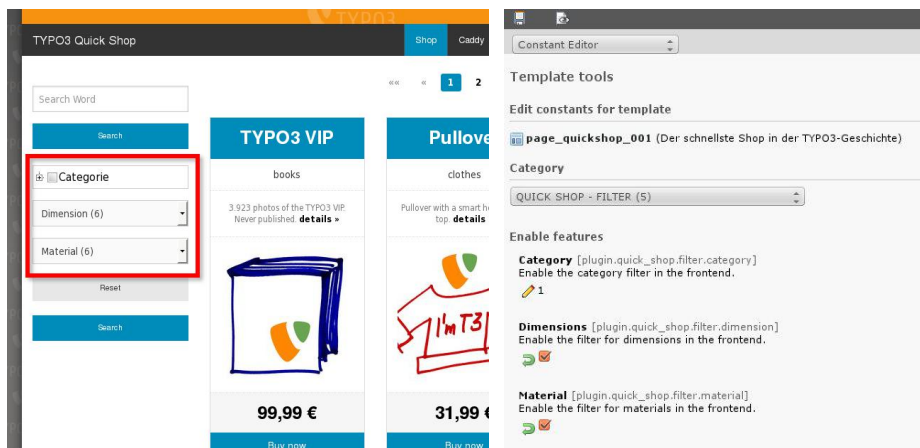 TYPO3
TYPO3 Quick Shop
Shop
Caddy
««
«
1
2
Search Word
Search
Categorie
Dimension (6)
Material (6)
Reset
Search
TYPO3 VIP
books
3.923 photos of the TYPO3 VIP.
Never published. details »
99,99 €
Buy now
Pullove
clothes
Pullover with a smart h
top. details
I'm T3
31,99 €
Buy now
Constant Editor
Template tools
Edit constants for template
page_quickshop_001 (Der schnellste Shop in der TYPO3-Geschichte)
Category
QUICK SHOP - FILTER (5)
Enable features
Category [plugin.quick_shop.filter.category]
Enable the category filter in the frontend.
1
Dimensions [plugin.quick_shop.filter.dimension]
Enable the filter for dimensions in the frontend.
Material [plugin.quick_shop.filter.material]
Enable the filter for materials in the frontend.